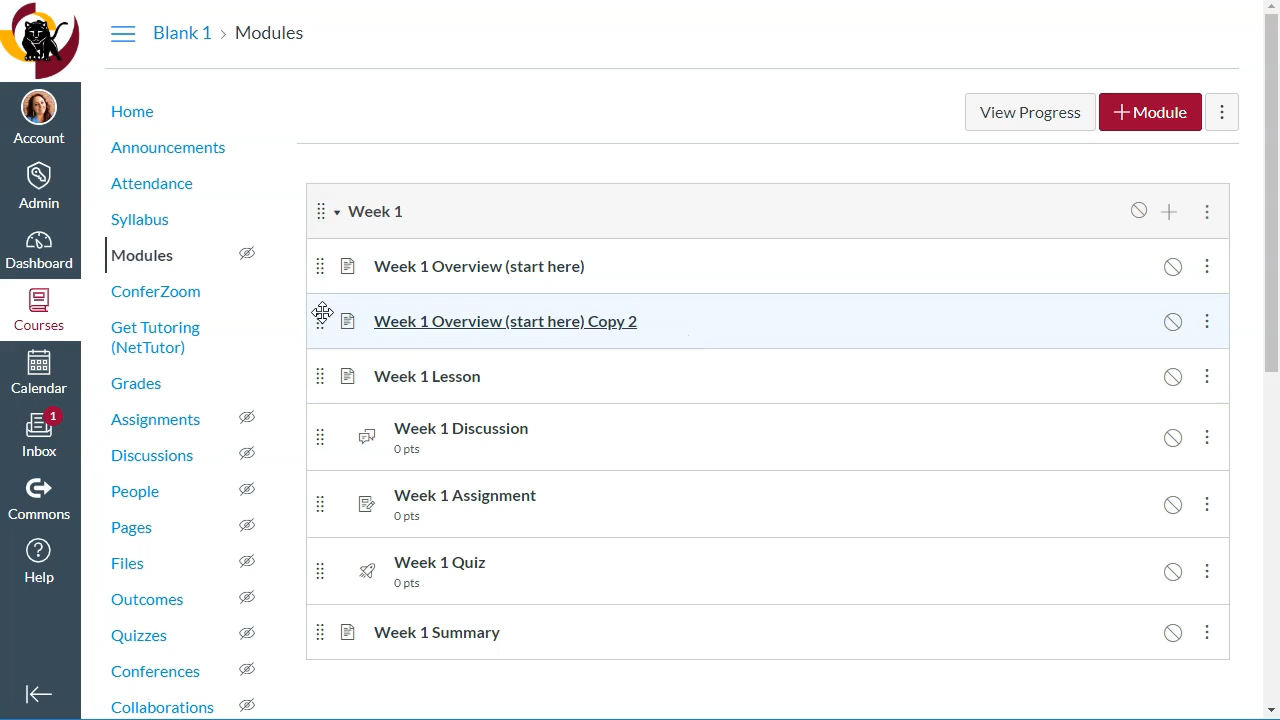 Blank 1 › Modules
Account
Admin
Dashboard
Courses
Calendar
1
Inbox
Commons
Help
Home
Announcements
Attendance
Syllabus
Modules
ConferZoom
Get Tutoring
(NetTutor)
Grades
Assignments
Discussions
People
Pages
Files
Outcomes
Quizzes
Conferences
Collaborations
View Progress
+ Module
Week 1
Week 1 Overview (start here)
Week 1 Overview (start here) Copy 2
Week 1 Lesson
Week 1 Discussion
0 pts
Week 1 Assignment
0 pts
Week 1 Quiz
0 pts
Week 1 Summary